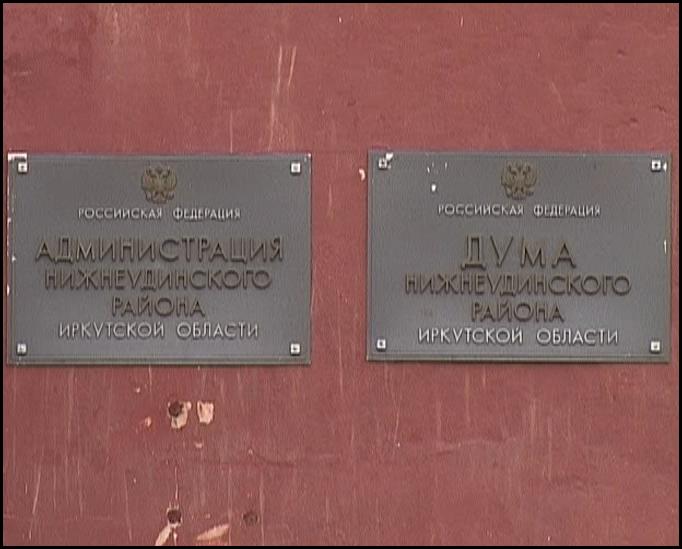 РОССИЙСКАЯ ФЕДЕРАЦИЯ
АДМИНИСТРАЦИЯ
НИЖНЕУДИНСКОГО
РАЙОНА
ИРКУТСКОЙ ОБЛАСТИ
РОССИЙСКАЯ ФЕДЕРАЦИЯ
ДУМА
НИЖНЕУДИНСКОГО
РАЙОНА
ИРКУТСКОЙ ОБЛАСТИ